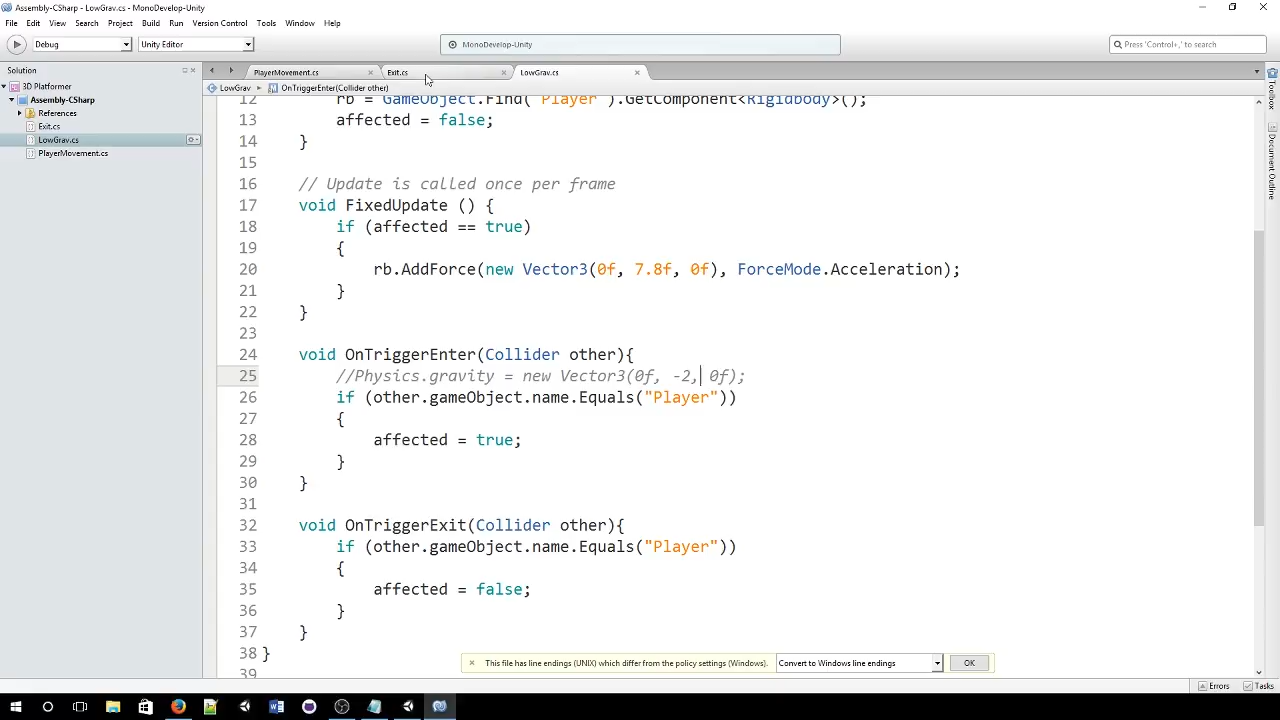 Assembly-CSharp - LowGrav.cs - MonoDevelop-Unity
File Edit View Search Project Build Run Version Control Tools Window Help
Debug Unity Editor MonoDevelop-Unity Press 'Control+,' to search
Solution
PlayerMovement.cs Exit.cs LowGrav.cs
LowGrav OnTriggerEnter(Collider other)
3D Platformer
Assembly-CSharp
References
Exit.cs
LowGrav.cs
PlayerMovement.cs
12 rb = GameObject.Find("Player").GetComponent<Rigidbody>();
13 affected = false;
14 }
15
16 // Update is called once per frame
17 void FixedUpdate () {
18 if (affected == true)
19 {
20 rb.AddForce(new Vector3(0f, 7.8f, 0f), ForceMode.Acceleration);
21 }
22 }
23
24 void OnTriggerEnter(Collider other){
25 //Physics.gravity = new Vector3(0f, -2, 0f);
26 if (other.gameObject.name.Equals("Player"))
27 {
28 affected = true;
29 }
30 }
31
32 void OnTriggerExit(Collider other){
33 if (other.gameObject.name.Equals("Player"))
34 {
35 affected = false;
36 }
37 }
38 }
39
Toolbox
Document Outline
This file has line endings (UNIX) which differ from the policy settings (Windows). Convert to Windows line endings OK
Errors Tasks